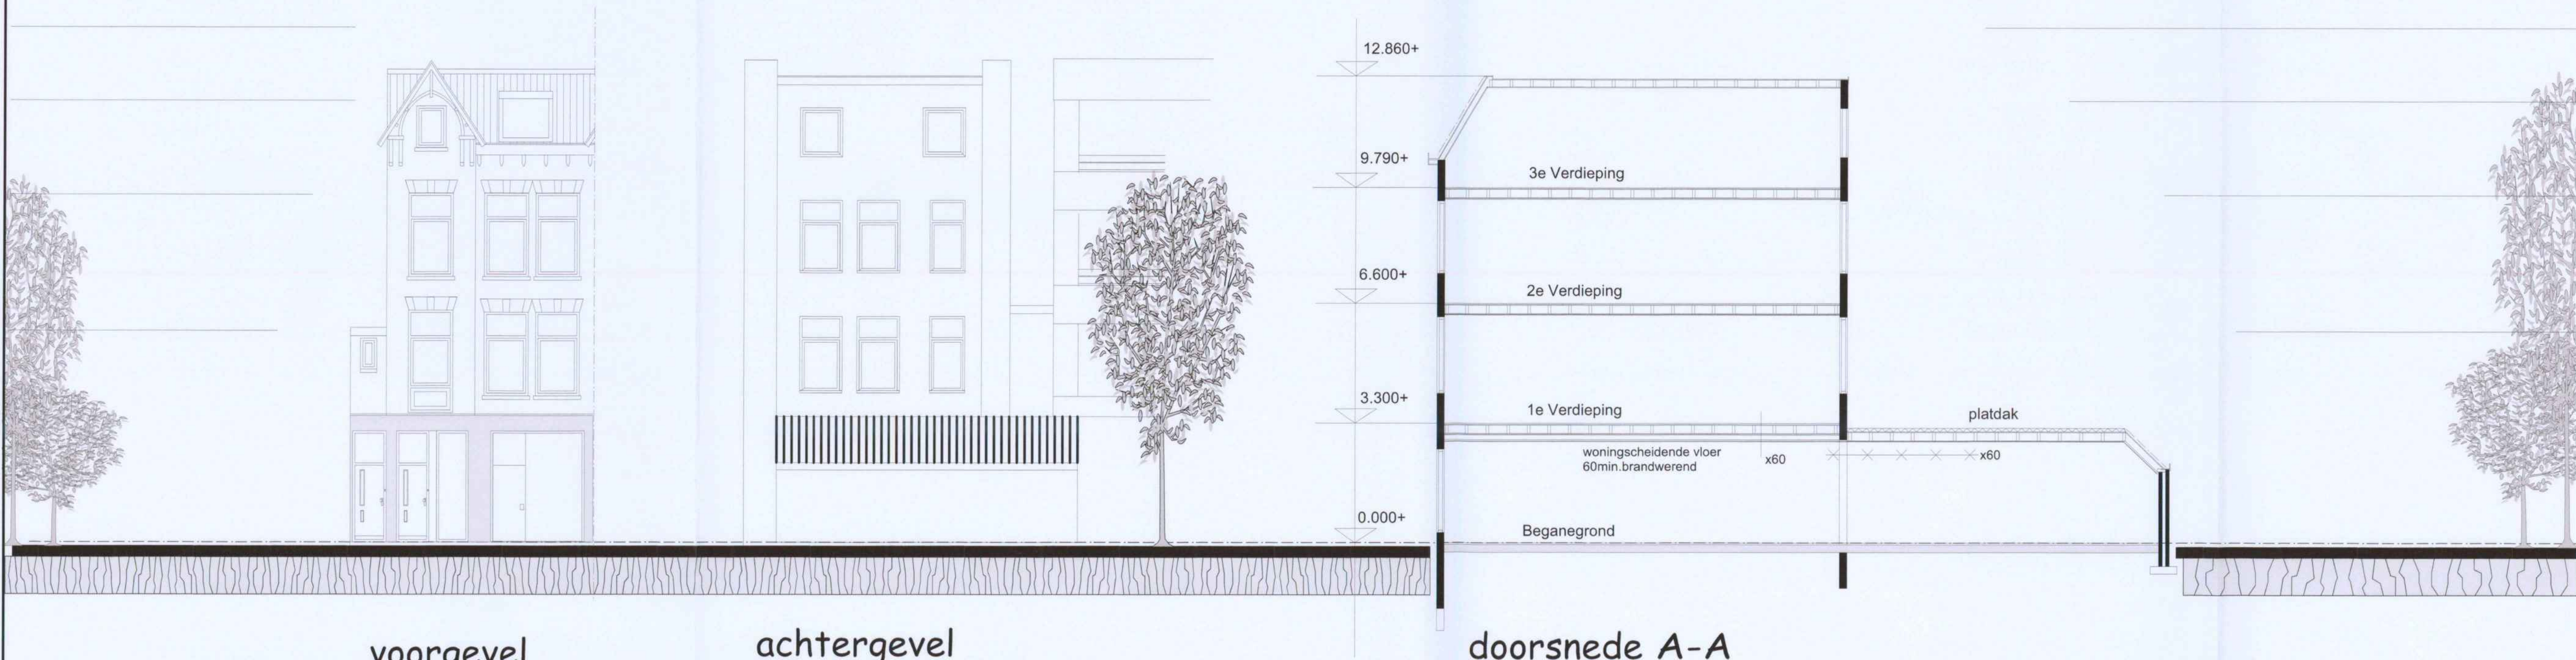 12.860+
9.790+
3e Verdieping
6.600+
2e Verdieping
3.300+
1e Verdieping
platdak
woningscheidende vloer
60min.brandwerend
x60
x60
0.000+
Beganegrond
voorgevel
achtergevel
doorsnede A-A